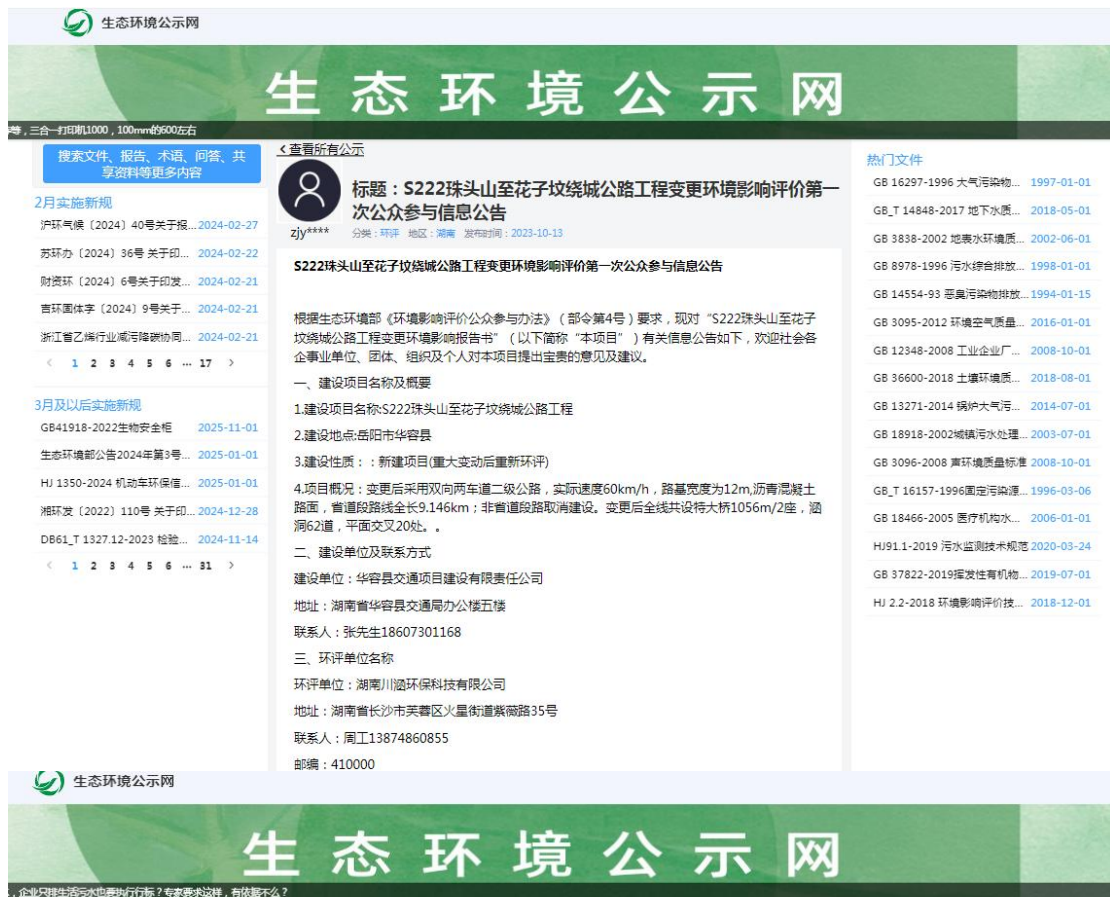 生态环境公示网
生态环境公示网
等，三合一打印机1000，100mm的600左右
搜索文件、报告、术语、问答、共
享资料等更多内容
2月实施新规
沪环气候〔2024〕40号关于报... 2024-02-27
苏环办〔2024〕36号 关于印... 2024-02-22
财资环〔2024〕6号关于印发... 2024-02-21
吉环固体字〔2024〕9号关于... 2024-02-21
浙江省乙烯行业减污降碳协同... 2024-02-21
< 1 2 3 4 5 6 ... 17 >
3月及以后实施新规
GB41918-2022生物安全柜 2025-11-01
生态环境部公告2024年第3号... 2025-01-01
HJ 1350-2024 机动车环保信... 2025-01-01
湘环发〔2022〕110号 关于印... 2024-12-28
DB61_T 1327.12-2023 检验... 2024-11-14
< 1 2 3 4 5 6 ... 31 >
<查看所有公示
标题：S222珠头山至花子坟绕城公路工程变更环境影响评价第一
次公众参与信息公告
zjy****
分类：环评 地区：湖南 发布时间：2023-10-13
S222珠头山至花子坟绕城公路工程变更环境影响评价第一次公众参与信息公告
根据生态环境部《环境影响评价公众参与办法》（部令第4号）要求，现对“S222珠头山至花子
坟绕城公路工程变更环境影响报告书”（以下简称“本项目”）有关信息公告如下，欢迎社会各
企事业单位、团体、组织及个人对本项目提出宝贵的意见及建议。
一、建设项目名称及概要
1.建设项目名称:S222珠头山至花子坟绕城公路工程
2.建设地点:岳阳市华容县
3.建设性质：：新建项目(重大变动后重新环评)
4.项目概况：变更后采用双向两车道二级公路，实际速度60km/h，路基宽度为12m,沥青混凝土
路面，省道段路线全长9.146km；非省道段路取消建设。变更后全线共设特大桥1056m/2座，涵
洞62道，平面交叉20处。。
二、建设单位及联系方式
建设单位：华容县交通项目建设有限责任公司
地址：湖南省华容县交通局办公楼五楼
联系人：张先生18607301168
三、环评单位名称
环评单位：湖南川涵环保科技有限公司
地址：湖南省长沙市芙蓉区火星街道紫薇路35号
联系人：周工13874860855
邮编：410000
热门文件
GB 16297-1996 大气污染物... 1997-01-01
GB_T 14848-2017 地下水质... 2018-05-01
GB 3838-2002 地表水环境质... 2002-06-01
GB 8978-1996 污水综合排放... 1998-01-01
GB 14554-93 恶臭污染物排放... 1994-01-15
GB 3095-2012 环境空气质量... 2016-01-01
GB 12348-2008 工业企业厂... 2008-10-01
GB 36600-2018 土壤环境质... 2018-08-01
GB 13271-2014 锅炉大气污... 2014-07-01
GB 18918-2002城镇污水处理... 2003-07-01
GB 3096-2008 声环境质量标准 2008-10-01
GB_T 16157-1996固定污染源... 1996-03-06
GB 18466-2005 医疗机构水... 2006-01-01
HJ91.1-2019 污水监测技术规范 2020-03-24
GB 37822-2019挥发性有机物... 2019-07-01
HJ 2.2-2018 环境影响评价技... 2018-12-01
生态环境公示网
生态环境公示网
，企业只排生活污水也要执行行标？专家要求这样，有依据不么？